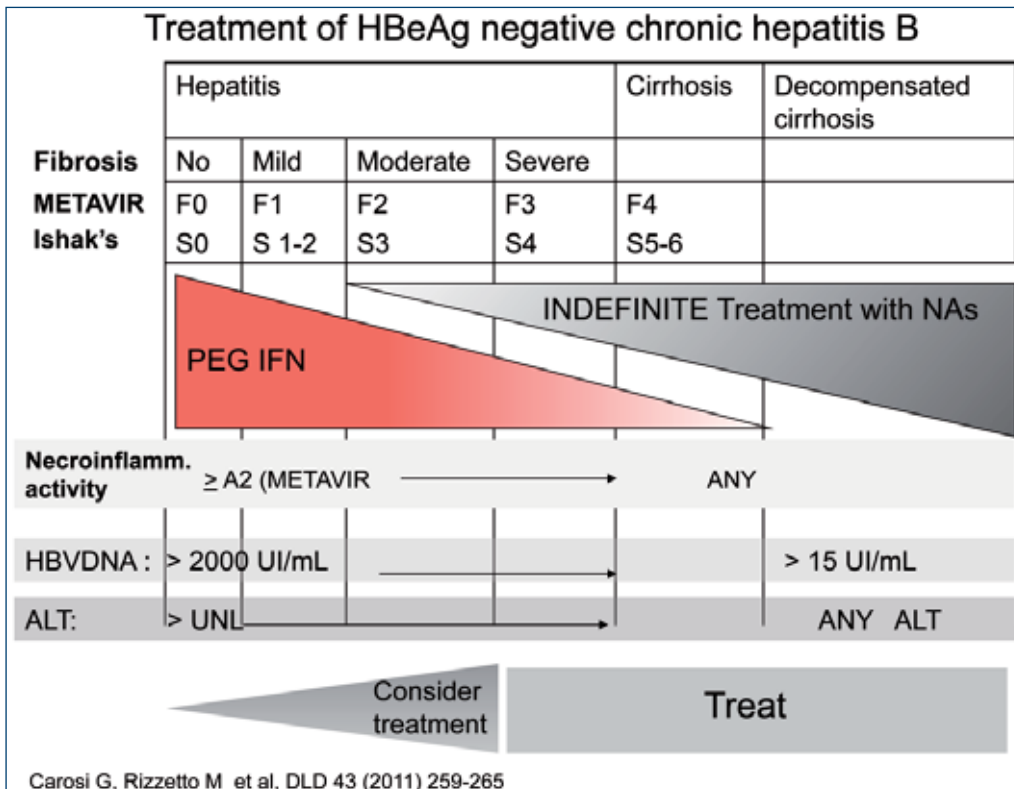 Treatment of HBeAg negative chronic hepatitis B
Hepatitis Cirrhosis Decompensated
cirrhosis
Fibrosis No Mild Moderate Severe
METAVIR F0 F1 F2 F3 F4
Ishak's S0 S 1-2 S3 S4 S5-6
INDEFINITE Treatment with NAs
PEG IFN
Necroinflamm.
activity ≥ A2 (METAVIR ANY
HBVDNA : > 2000 UI/mL > 15 UI/mL
ALT: > UNL ANY ALT
Consider
treatment
Treat
Carosi G, Rizzetto M et al. DLD 43 (2011) 259-265